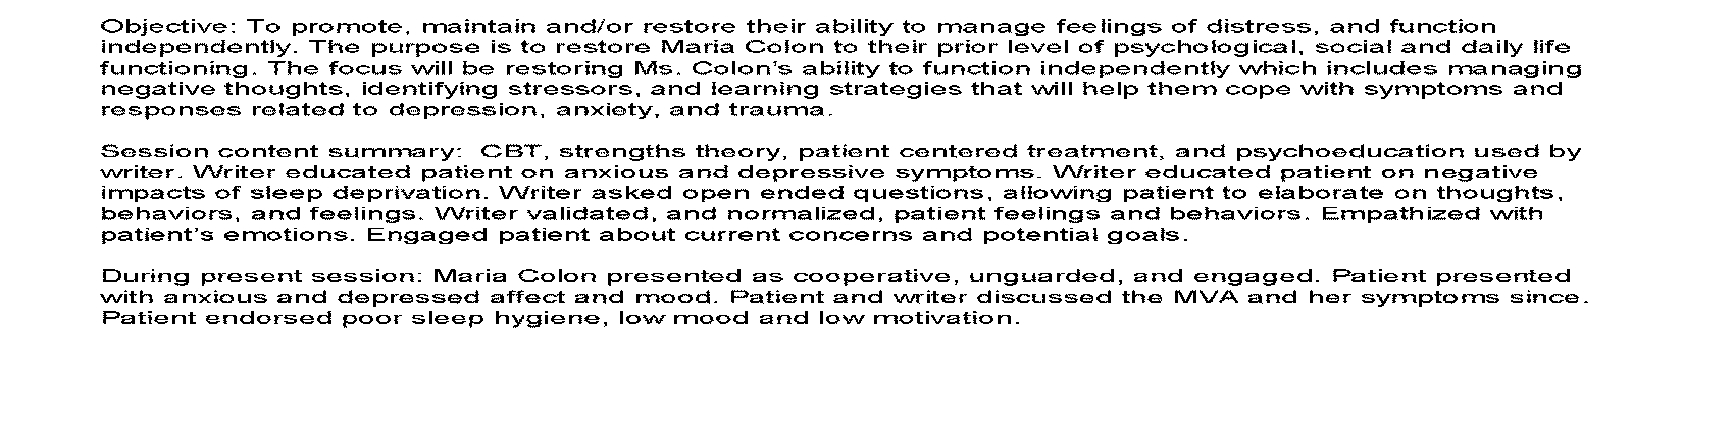 Objective: To promote, maintain and/or restore their ability to manage feelings of distress, and function
independently. The purpose is to restore Maria Colon to their prior level of psychological, social and daily life
functioning. The focus will be restoring Ms. Colon's ability to function independently which includes managing
negative thoughts, identifying stressors, and learning strategies that will help them cope with symptoms and
responses related to depression, anxiety, and trauma.
Session content summary:  CBT, strengths theory, patient centered treatment, and psychoeducation used by
writer. Writer educated patient on anxious and depressive symptoms. Writer educated patient on negative
impacts of sleep deprivation. Writer asked open ended questions, allowing patient to elaborate on thoughts,
behaviors, and feelings. Writer validated, and normalized, patient feelings and behaviors. Empathized with
patient's emotions. Engaged patient about current concerns and potential goals.
During present session: Maria Colon presented as cooperative, unguarded, and engaged. Patient presented
with anxious and depressed affect and mood. Patient and writer discussed the MVA and her symptoms since.
Patient endorsed poor sleep hygiene, low mood and low motivation.